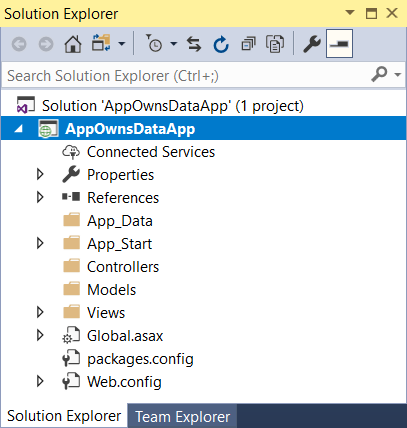 Solution Explorer
Search Solution Explorer (Ctrl+;)
Solution 'AppOwnsDataApp' (1 project)
AppOwnsDataApp
Connected Services
Properties
References
App_Data
App_Start
Controllers
Models
Views
Global.asax
packages.config
Web.config
Solution Explorer Team Explorer